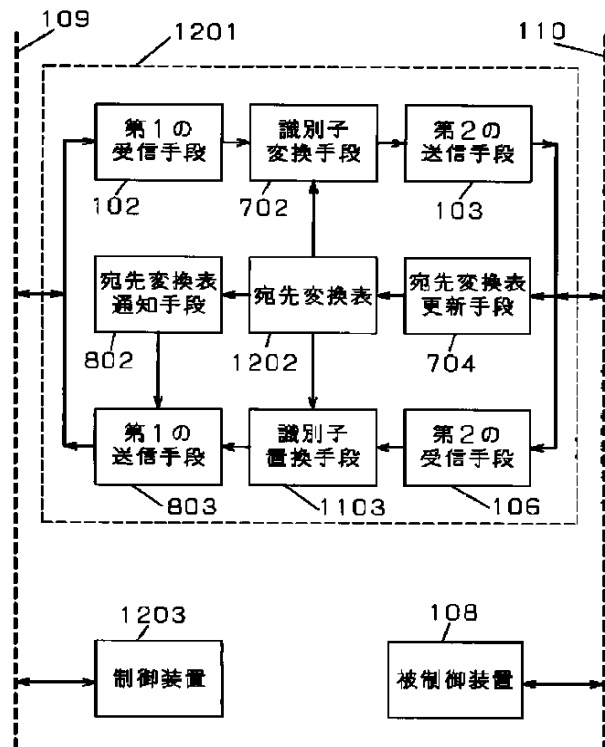 109
1201
110
第1の
受信手段
102
識別子
変換手段
702
第2の
送信手段
103
宛先変換表
通知手段
802
宛先変換表
1202
宛先変換表
更新手段
704
第1の
送信手段
803
識別子
置換手段
1103
第2の
受信手段
106
1203
制御装置
108
被制御装置